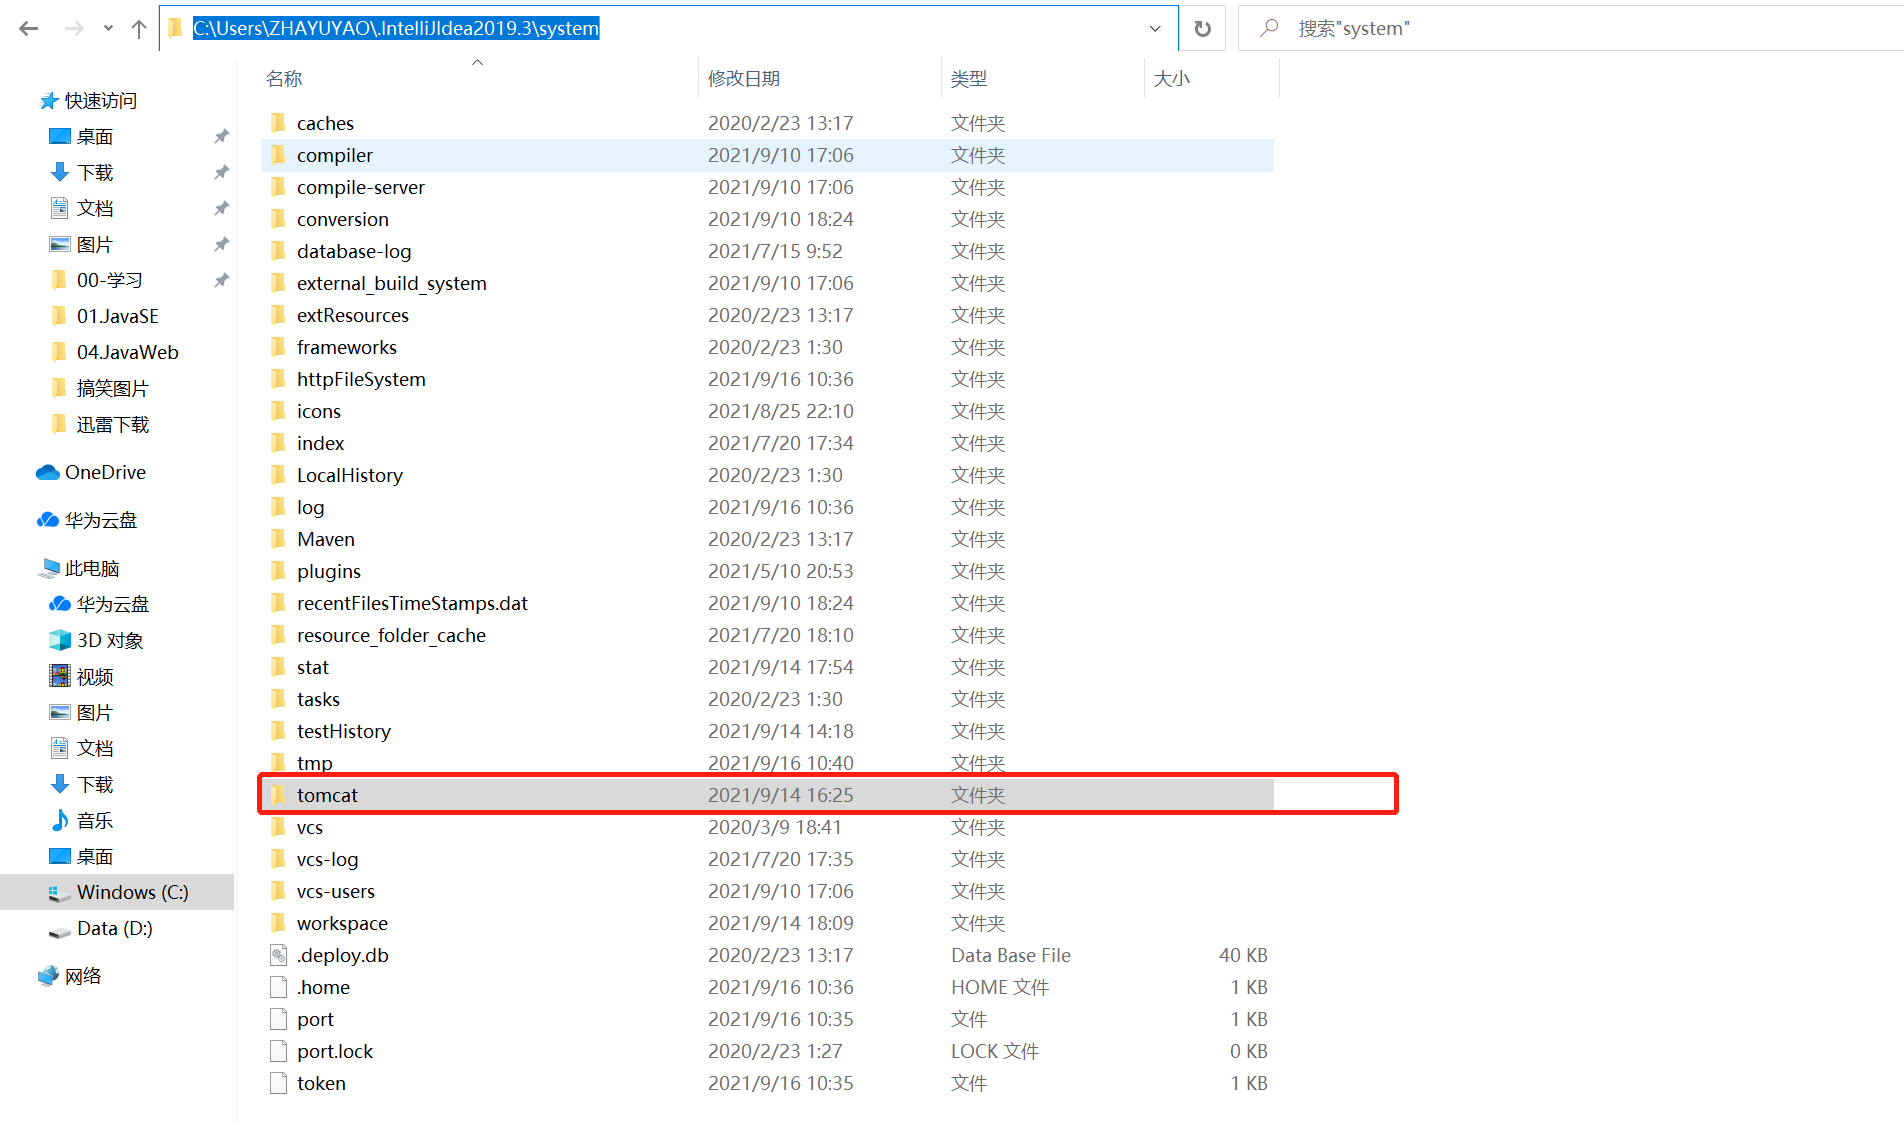 C:\Users\ZHAYUYAO\.IntelliJIdea2019.3\system
搜索"system"
快速访问
桌面
下载
文档
图片
00-学习
01.JavaSE
04.JavaWeb
搞笑图片
迅雷下载
OneDrive
华为云盘
此电脑
华为云盘
3D 对象
视频
图片
文档
下载
音乐
桌面
Windows (C:)
Data (D:)
网络
名称 修改日期 类型 大小
caches 2020/2/23 13:17 文件夹
compiler 2021/9/10 17:06 文件夹
compile-server 2021/9/10 17:06 文件夹
conversion 2021/9/10 18:24 文件夹
database-log 2021/7/15 9:52 文件夹
external_build_system 2021/9/10 17:06 文件夹
extResources 2020/2/23 13:17 文件夹
frameworks 2020/2/23 1:30 文件夹
httpFileSystem 2021/9/16 10:36 文件夹
icons 2021/8/25 22:10 文件夹
index 2021/7/20 17:34 文件夹
LocalHistory 2020/2/23 1:30 文件夹
log 2021/9/16 10:36 文件夹
Maven 2020/2/23 13:17 文件夹
plugins 2021/5/10 20:53 文件夹
recentFilesTimeStamps.dat 2021/9/10 18:24 文件夹
resource_folder_cache 2021/7/20 18:10 文件夹
stat 2021/9/14 17:54 文件夹
tasks 2020/2/23 1:30 文件夹
testHistory 2021/9/14 14:18 文件夹
tmp 2021/9/16 10:40 文件夹
tomcat 2021/9/14 16:25 文件夹
vcs 2020/3/9 18:41 文件夹
vcs-log 2021/7/20 17:35 文件夹
vcs-users 2021/9/10 17:06 文件夹
workspace 2021/9/14 18:09 文件夹
.deploy.db 2020/2/23 13:17 Data Base File 40 KB
.home 2021/9/16 10:36 HOME 文件 1 KB
port 2021/9/16 10:35 文件 1 KB
port.lock 2020/2/23 1:27 LOCK 文件 0 KB
token 2021/9/16 10:35 文件 1 KB